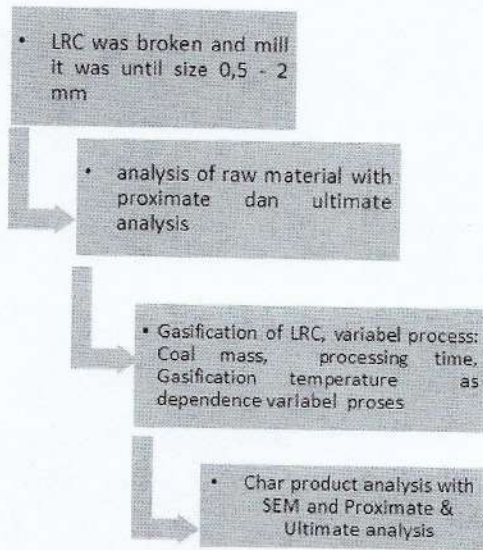 • LRC was broken and mill
it was until size 0,5 - 2
mm
• analysis of raw material with
proximate dan ultimate
analysis
• Gasification of LRC, variabel process:
Coal mass, processing time,
Gasification temperature as
dependence variabel proses
• Char product analysis with
SEM and Proximate &
Ultimate analysis